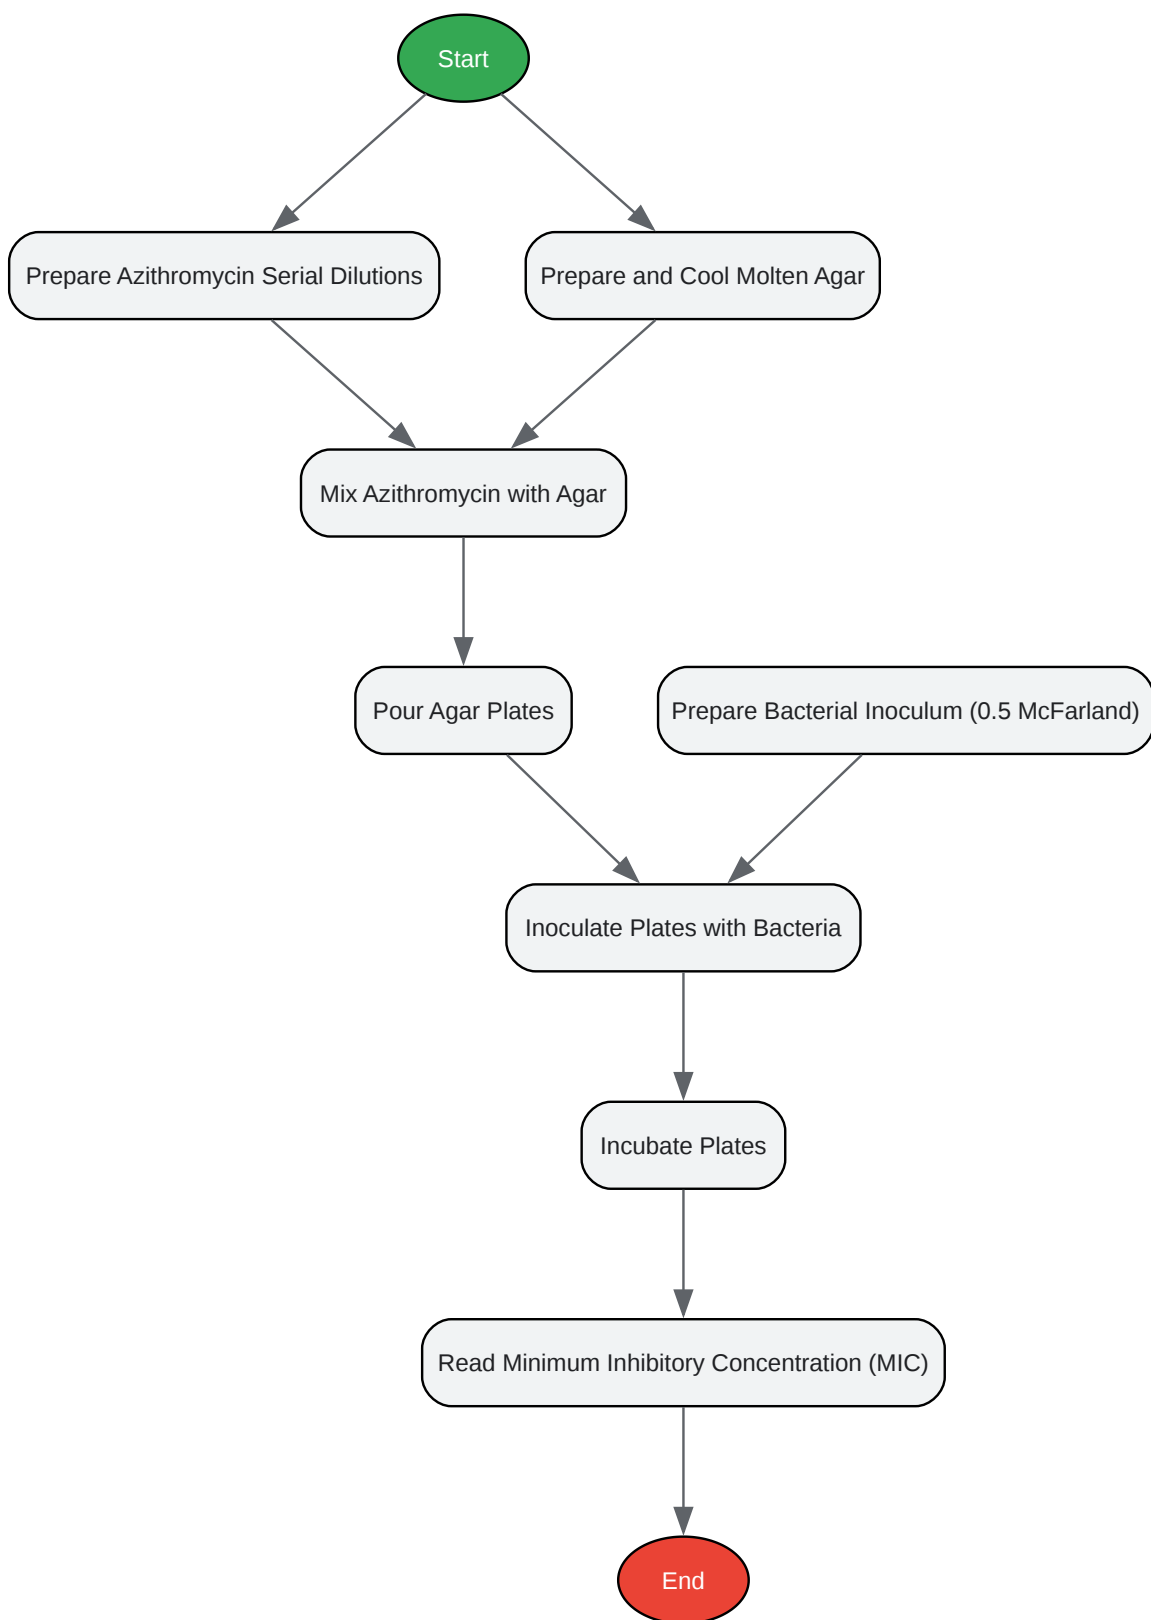 Start
Prepare Azithromycin Serial Dilutions
Prepare and Cool Molten Agar
Mix Azithromycin with Agar
Pour Agar Plates
Prepare Bacterial Inoculum (0.5 McFarland)
Inoculate Plates with Bacteria
Incubate Plates
Read Minimum Inhibitory Concentration (MIC)
End